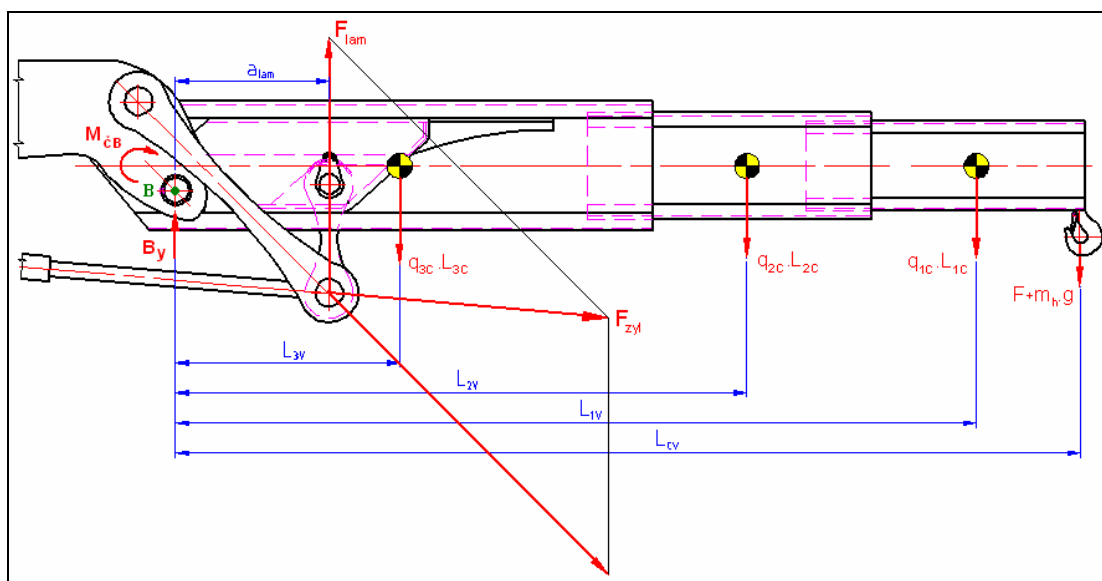 F_lam
a_lam
M_čB
B
B_y
q_3C.L_3C
q_2C.L_2C
q_1C.L_1C
F+m_h.g
F_zyl
L_3V
L_2V
L_1V
L_cv